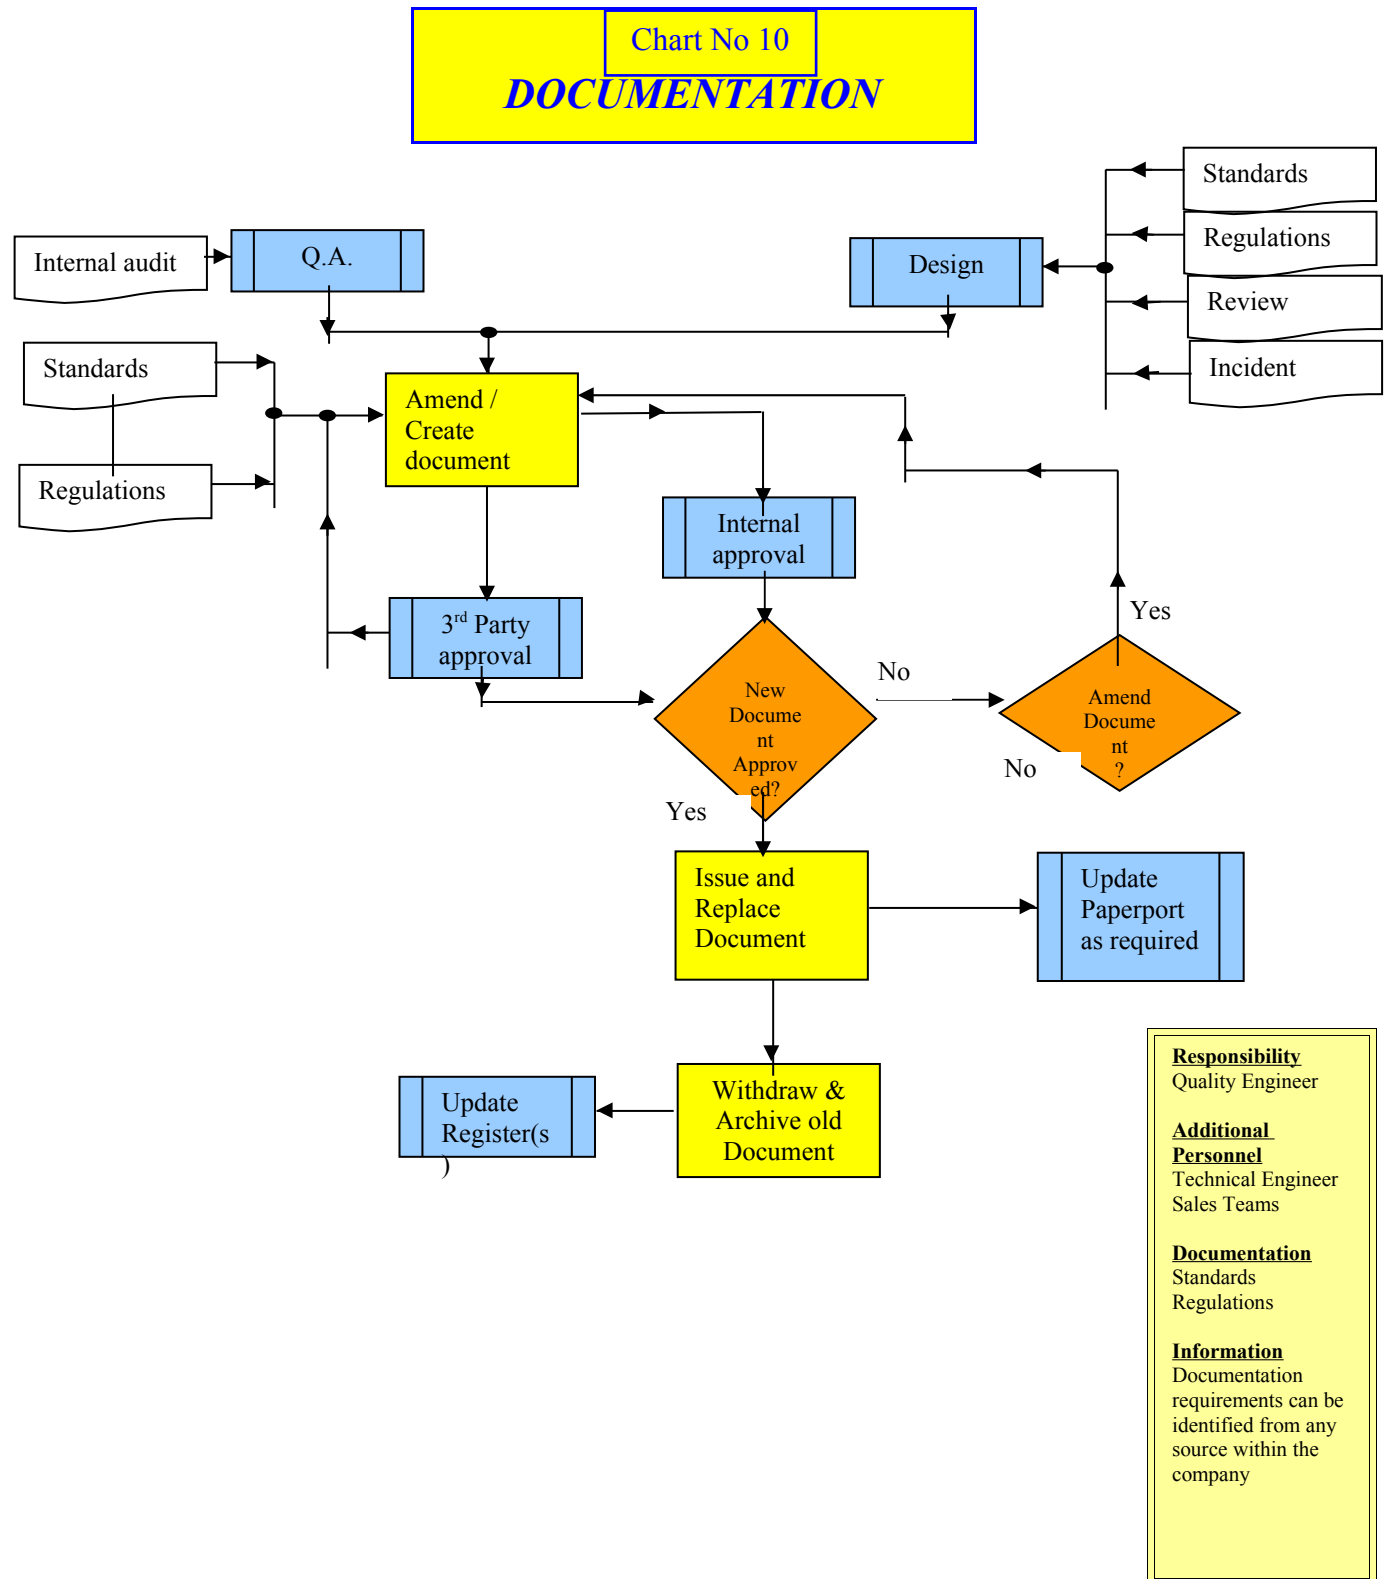 Chart No 10
DOCUMENTATION
Standards
Regulations
Review
Incident
Internal audit
Q.A.
Design
Standards
Regulations
Amend /
Create
document
Internal
approval
3rd Party
approval
Yes
No
New
Docume
nt
Approv
ed?
Amend
Docume
nt
?
No
Yes
Issue and
Replace
Document
Update
Paperport
as required
Update
Register(s
)
Withdraw &
Archive old
Document
Responsibility
Quality Engineer
Additional
Personnel
Technical Engineer
Sales Teams
Documentation
Standards
Regulations
Information
Documentation
requirements can be
identified from any
source within the
company